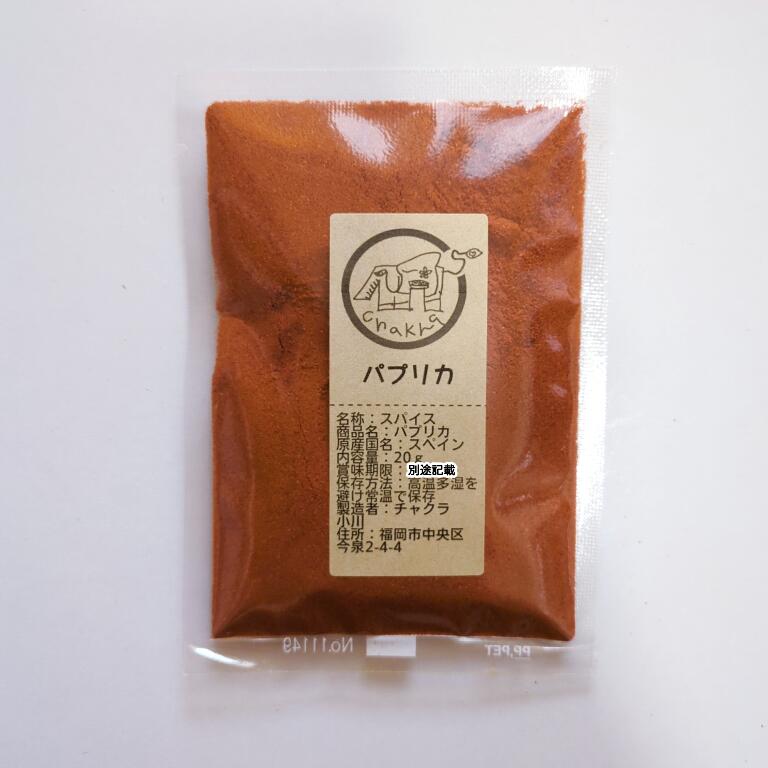 chakra
パプリカ
名称：スパイス
商品名：パプリカ
原産国名：スペイン
内容量：20g
賞味期限：別途記載
保存方法：高温多湿を
避け常温で保存
製造者：チャクラ
小川
住所：福岡市中央区
今泉2-4-4
No.11149
PP,PET